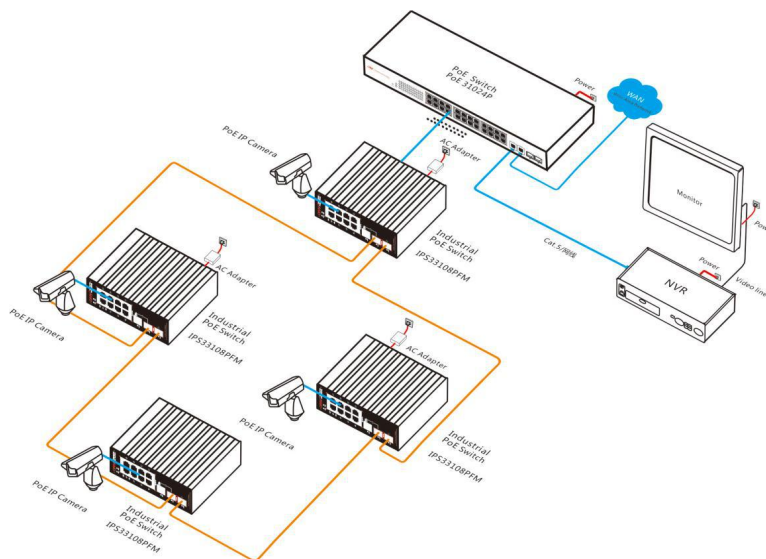 PoE Switch
PoE 31024P
Power
WAN
PoE IP Camera
AC Adapter
Monitor
Industrial
PoE Switch
IPS33108PFM
Cat.5/网线
Power
NVR
Video line
AC Adapter
PoE IP Camera
Industrial
PoE Switch
IPS33108PFM
AC Adapter
PoE IP Camera
Industrial
PoE Switch
IPS33108PFM
PoE IP Camera
Industrial
PoE Switch
IPS33108PFM